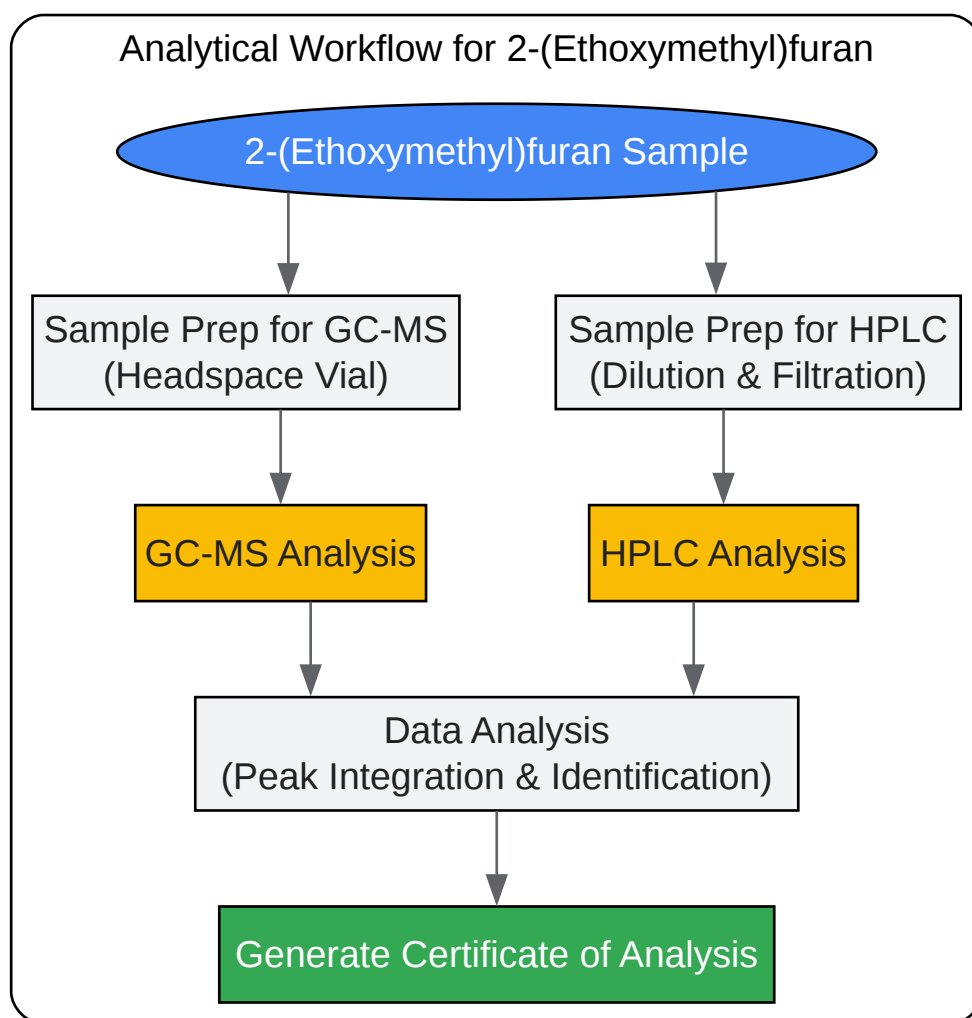 Analytical Workflow for 2-(Ethoxymethyl)furan
2-(Ethoxymethyl)furan Sample
Sample Prep for GC-MS
(Headspace Vial)
Sample Prep for HPLC
(Dilution & Filtration)
GC-MS Analysis
HPLC Analysis
Data Analysis
(Peak Integration & Identification)
Generate Certificate of Analysis